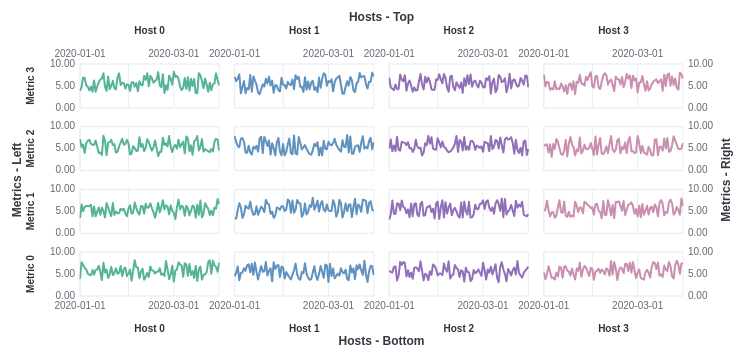 Hosts - Top
Host 0 Host 1 Host 2 Host 3
2020-01-01 2020-03-01 2020-01-01 2020-01-01 2020-03-01 2020-01-01 2020-03-01
Metrics - Left
Metric 3
10.00 10.00
5.00 5.00
0.00 0.00
Metric 2
10.00 10.00
5.00 5.00
0.00 0.00
Metric 1
10.00 10.00
5.00 5.00
0.00 0.00
Metric 0
10.00 10.00
5.00 5.00
0.00 0.00
Metrics - Right
2020-01-01 2020-03-01 2020-01-01 2020-03-01 2020-01-01 2020-03-01 2020-01-01 2020-03-01
Host 0 Host 1 Host 2 Host 3
Hosts - Bottom